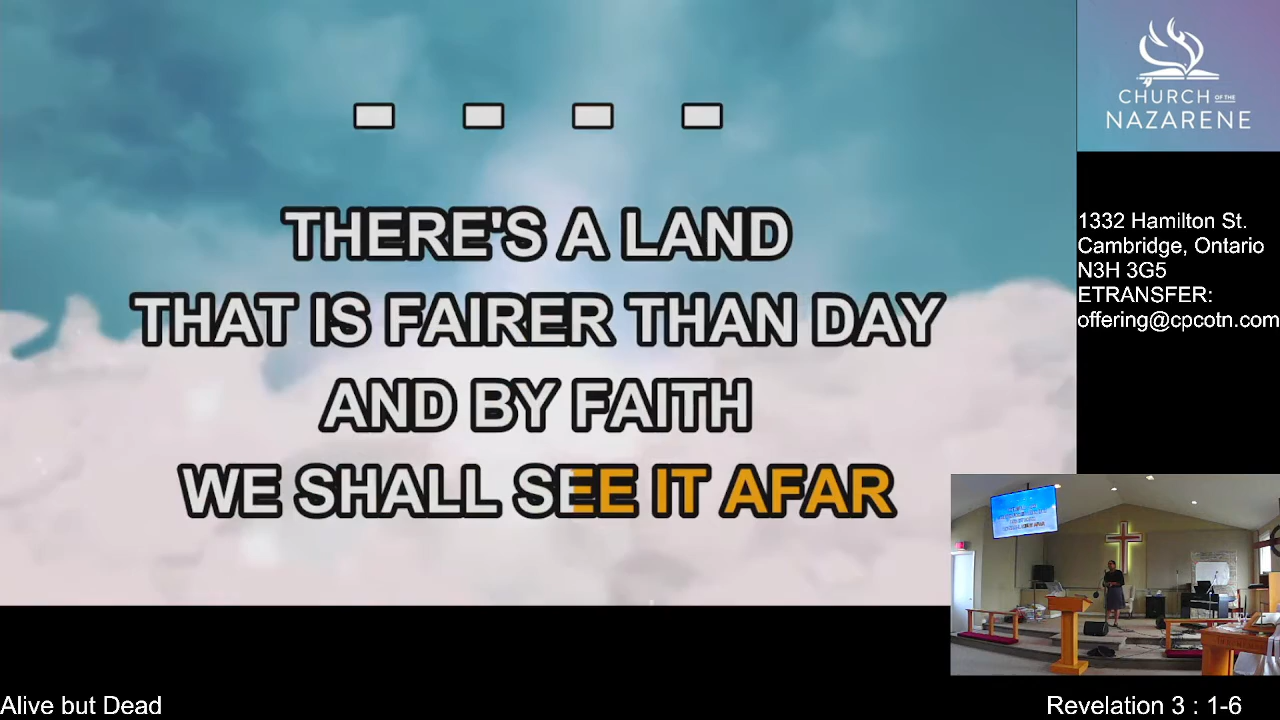 THERE'S A LAND
THAT IS FAIRER THAN DAY
AND BY FAITH
WE SHALL SEE IT AFAR
CHURCH OF THE
NAZARENE
1332 Hamilton St.
Cambridge, Ontario
N3H 3G5
ETRANSFER:
offering@cpcotn.com
Alive but Dead
Revelation 3 : 1-6